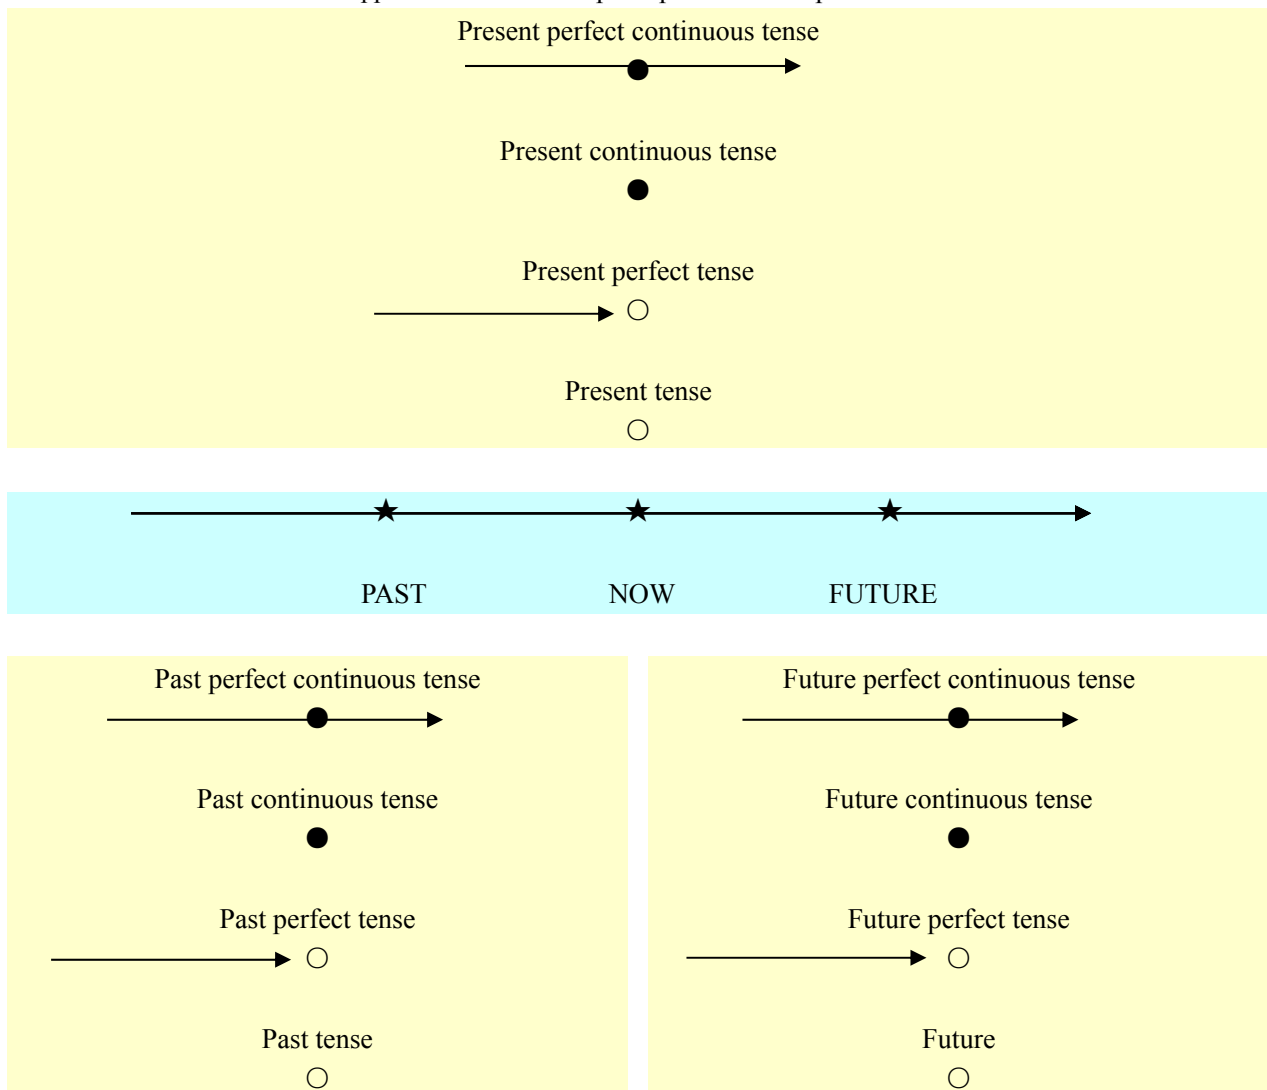 Present perfect continuous tense
Present continuous tense
Present perfect tense
Present tense
PAST NOW FUTURE
Past perfect continuous tense Future perfect continuous tense
Past continuous tense Future continuous tense
Past perfect tense Future perfect tense
Past tense Future